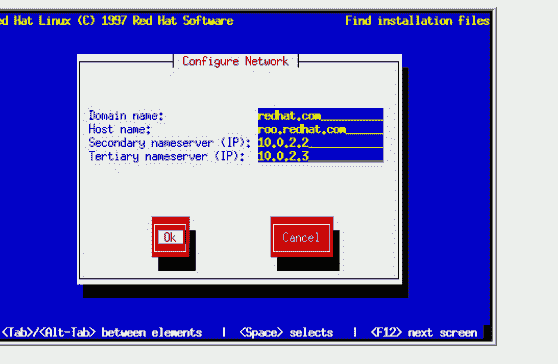 ed Hat Linux (C) 1997 Red Hat Software Find installation files
Configure Network
Domain name: redhat.com
Host name: roo.redhat.com
Secondary nameserver (IP): 10.0.2.2
Tertiary nameserver (IP): 10.0.2.3
Ok Cancel
<Tab>/<Alt-Tab> between elements | <Space> selects | <F12> next screen